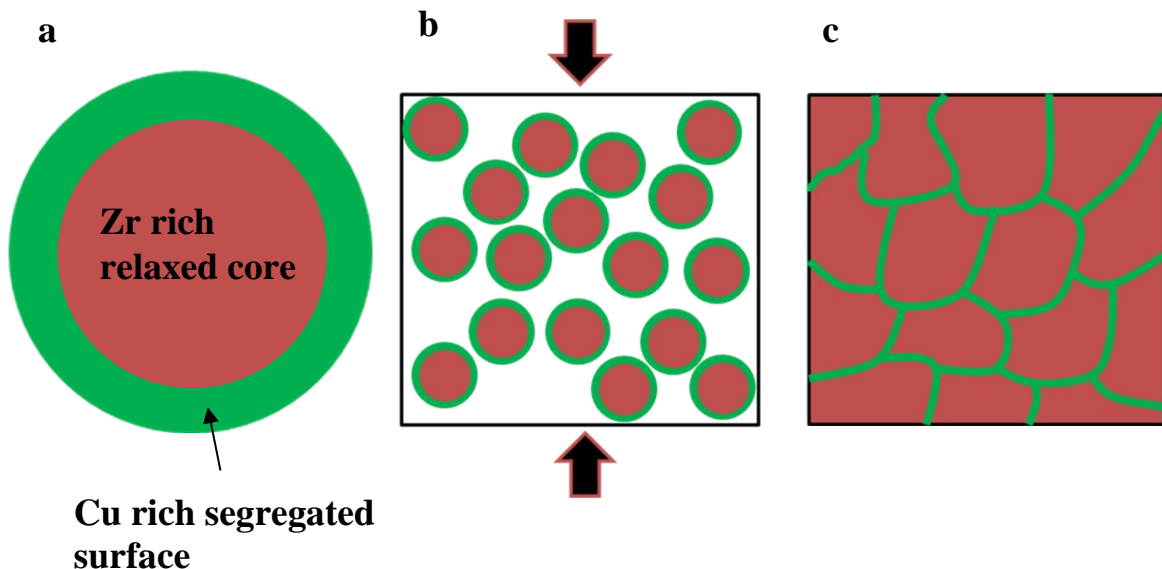 a
b
c
Zr rich
relaxed core
Cu rich segregated
surface